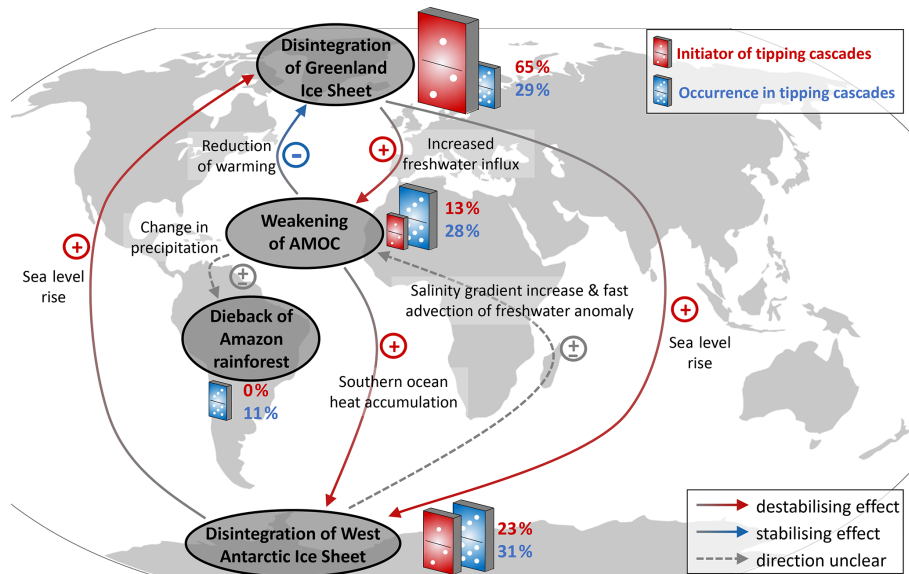 Disintegration
of Greenland
Ice Sheet
65%
29%
Initiator of tipping cascades
Occurrence in tipping cascades
Reduction
of warming
−
+
Increased
freshwater influx
Weakening
of AMOC
13%
28%
Change in
precipitation
±
+
Sea level
rise
Salinity gradient increase & fast
advection of freshwater anomaly
±
+
Sea level
rise
Dieback of
Amazon
rainforest
0%
11%
+
Southern ocean
heat accumulation
Disintegration of West
Antarctic Ice Sheet
23%
31%
destabilising effect
stabilising effect
direction unclear